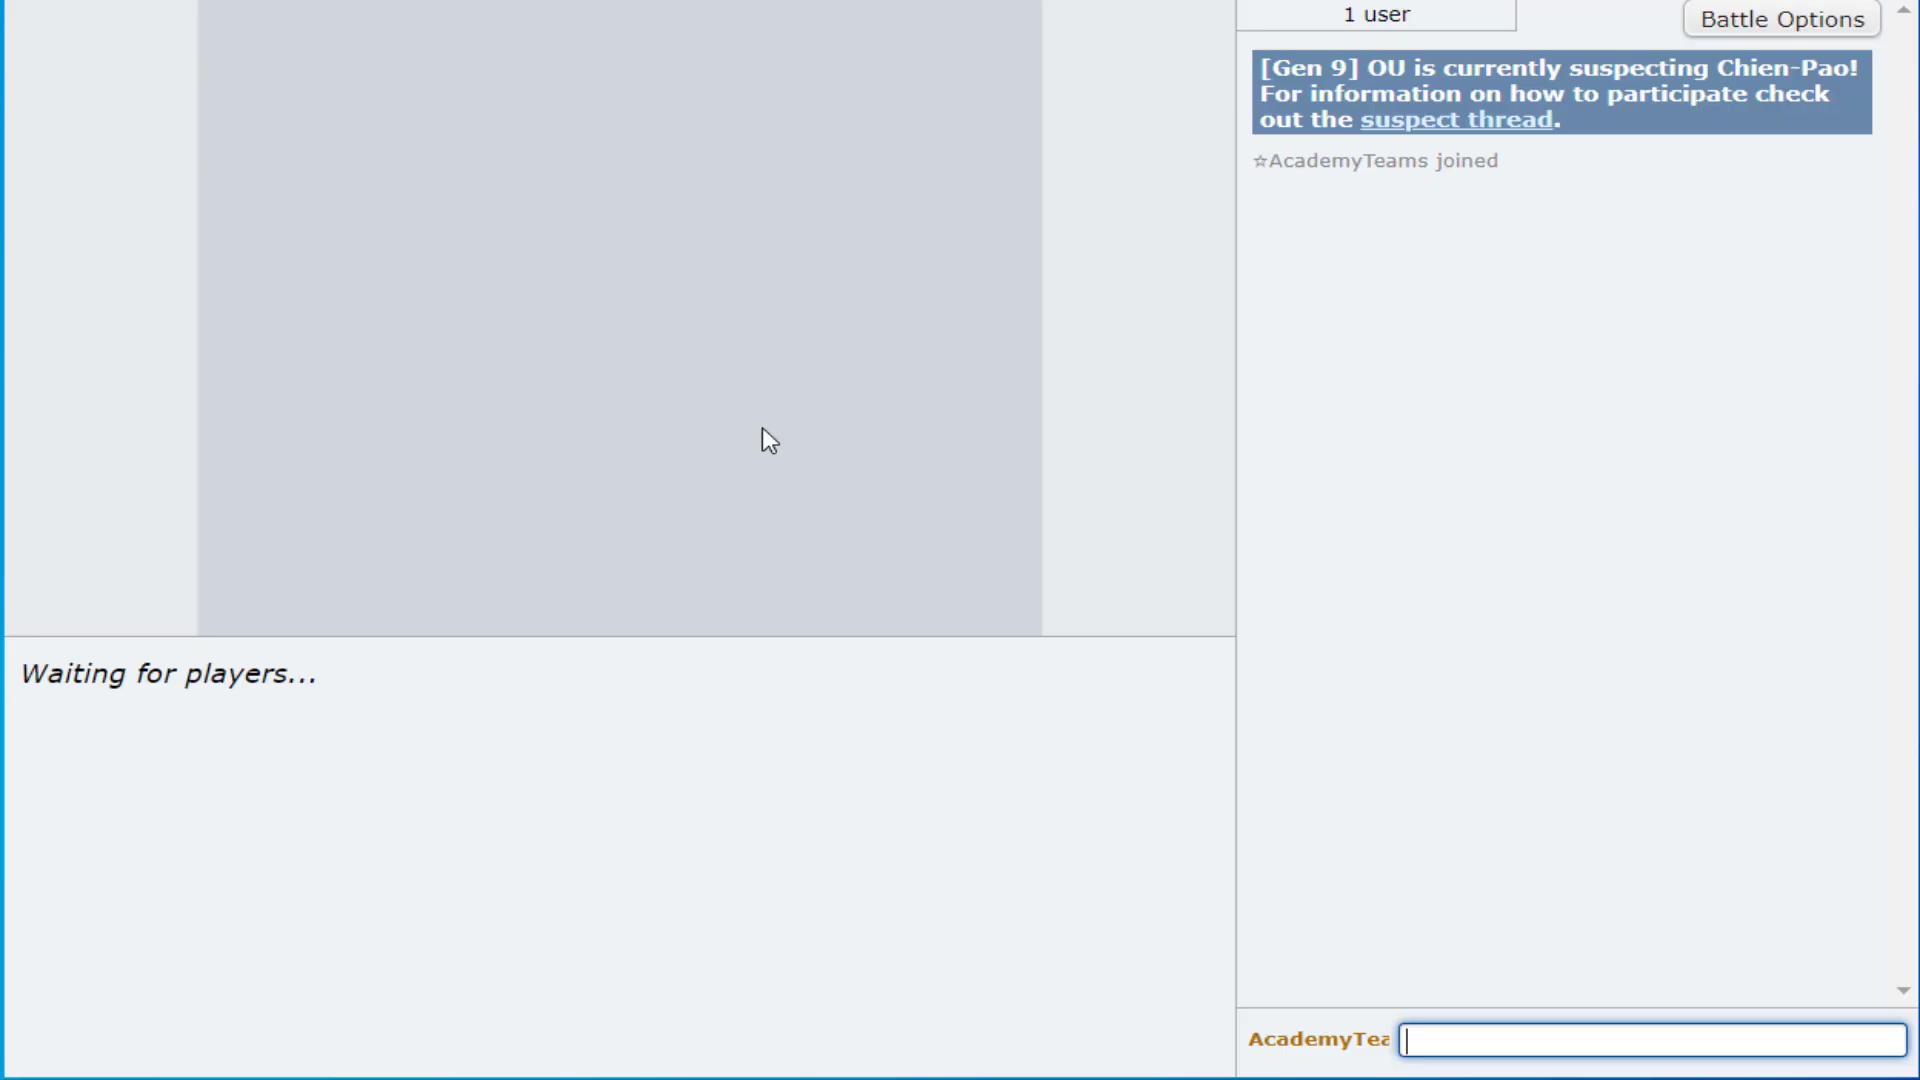 1 user
Battle Options
[Gen 9] OU is currently suspecting Chien-Pao!
For information on how to participate check
out the suspect thread.
☆AcademyTeams joined
Waiting for players...
AcademyTea